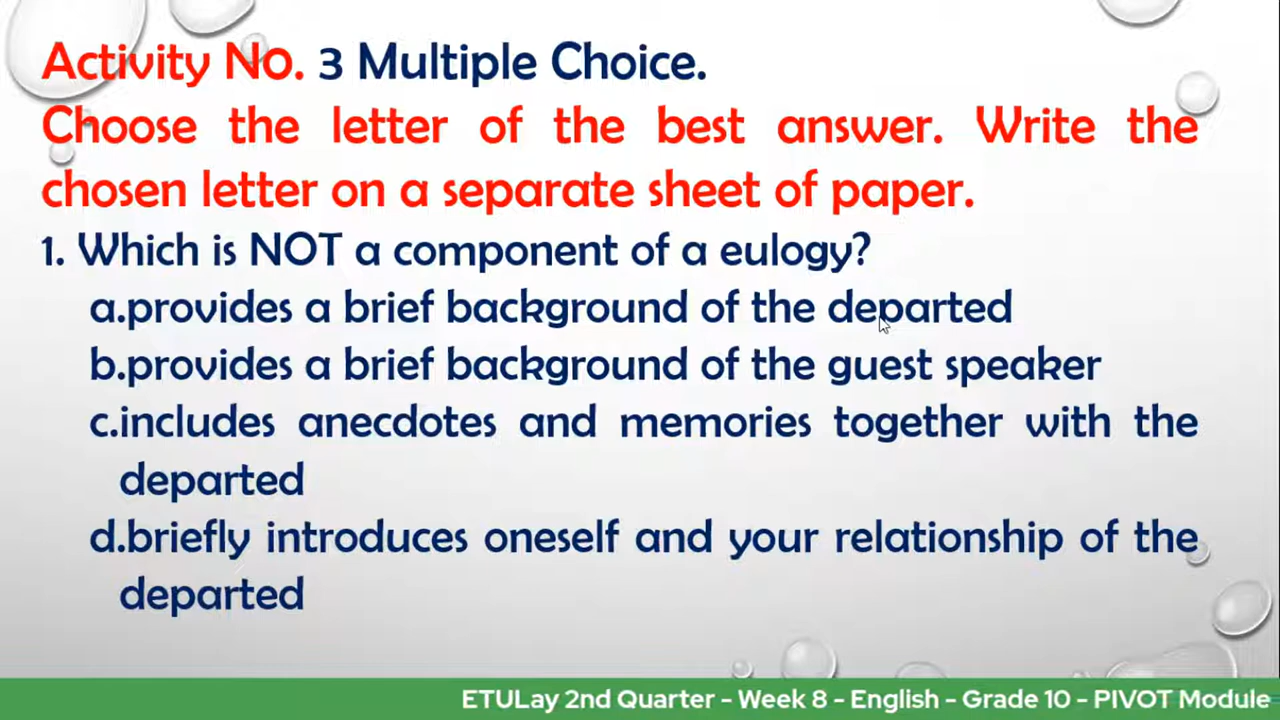 Activity No. 3 Multiple Choice.
Choose the letter of the best answer. Write the
chosen letter on a separate sheet of paper.
1. Which is NOT a component of a eulogy?
a.provides a brief background of the departed
b.provides a brief background of the guest speaker
c.includes anecdotes and memories together with the
departed
d.briefly introduces oneself and your relationship of the
departed
ETULay 2nd Quarter - Week 8 - English - Grade 10 - PIVOT Module